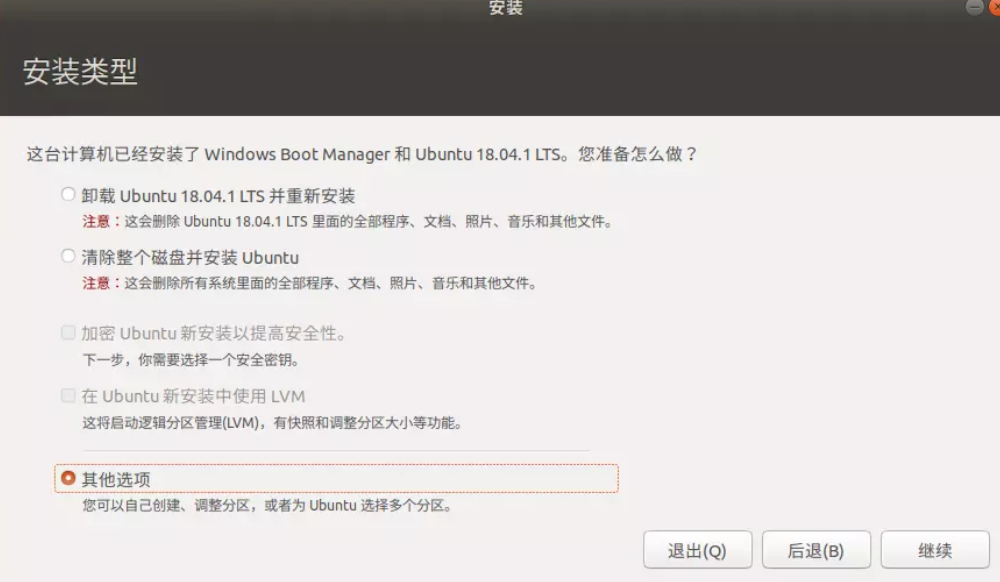 安装
安装类型
这台计算机已经安装了 Windows Boot Manager 和 Ubuntu 18.04.1 LTS。您准备怎么做？
卸载 Ubuntu 18.04.1 LTS 并重新安装
注意：这会删除 Ubuntu 18.04.1 LTS 里面的全部程序、文档、照片、音乐和其他文件。
清除整个磁盘并安装 Ubuntu
注意：这会删除所有系统里面的全部程序、文档、照片、音乐和其他文件。
加密 Ubuntu 新安装以提高安全性。
下一步，你需要选择一个安全密钥。
在 Ubuntu 新安装中使用 LVM
这将启动逻辑分区管理(LVM)，有快照和调整分区大小等功能。
其他选项
您可以自己创建、调整分区，或者为 Ubuntu 选择多个分区。
退出(Q) 后退(B) 继续